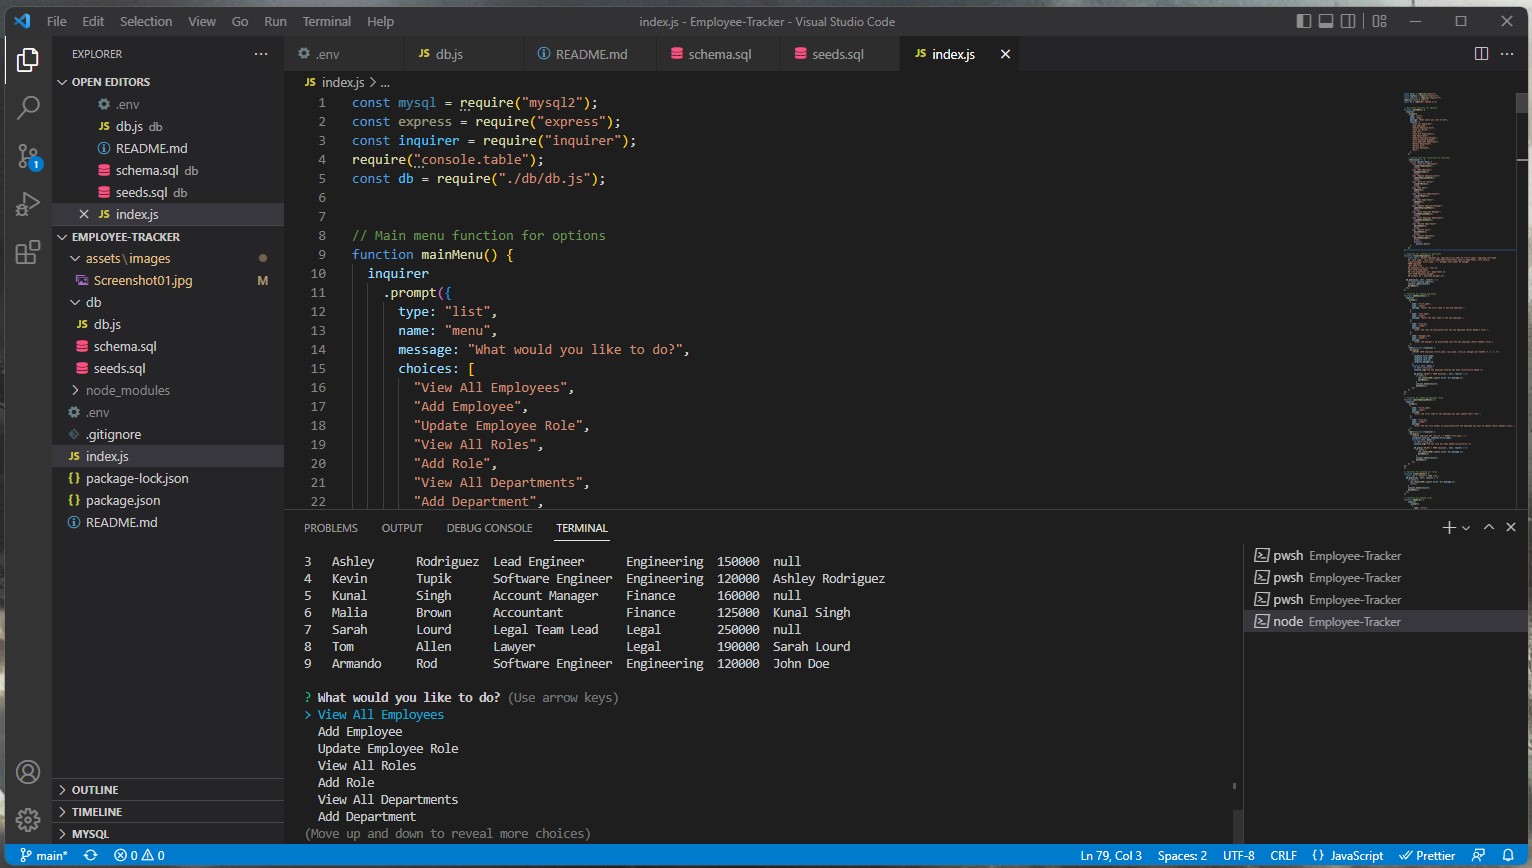 File Edit Selection View Go Run Terminal Help
index.js - Employee-Tracker - Visual Studio Code
EXPLORER
OPEN EDITORS
.env
JS db.js db
README.md
schema.sql db
seeds.sql db
JS index.js
EMPLOYEE-TRACKER
assets\images
Screenshot01.jpg M
db
JS db.js
schema.sql
seeds.sql
node_modules
.env
.gitignore
JS index.js
{} package-lock.json
{} package.json
README.md
OUTLINE
TIMELINE
MYSQL
1
.env
JS db.js
README.md
schema.sql
seeds.sql
JS index.js
JS index.js > ...
1 const mysql = require("mysql2");
2 const express = require("express");
3 const inquirer = require("inquirer");
4 require("console.table");
5 const db = require("./db/db.js");
6
7
8 // Main menu function for options
9 function mainMenu() {
10 inquirer
11 .prompt({
12 type: "list",
13 name: "menu",
14 message: "What would you like to do?",
15 choices: [
16 "View All Employees",
17 "Add Employee",
18 "Update Employee Role",
19 "View All Roles",
20 "Add Role",
21 "View All Departments",
22 "Add Department",
PROBLEMS OUTPUT DEBUG CONSOLE TERMINAL
3 Ashley Rodriguez Lead Engineer Engineering 150000 null
4 Kevin Tupik Software Engineer Engineering 120000 Ashley Rodriguez
5 Kunal Singh Account Manager Finance 160000 null
6 Malia Brown Accountant Finance 125000 Kunal Singh
7 Sarah Lourd Legal Team Lead Legal 250000 null
8 Tom Allen Lawyer Legal 190000 Sarah Lourd
9 Armando Rod Software Engineer Engineering 120000 John Doe
? What would you like to do? (Use arrow keys)
> View All Employees
Add Employee
Update Employee Role
View All Roles
Add Role
View All Departments
Add Department
(Move up and down to reveal more choices)
pwsh Employee-Tracker
pwsh Employee-Tracker
pwsh Employee-Tracker
node Employee-Tracker
main* 0 0 Ln 79, Col 3 Spaces: 2 UTF-8 CRLF {} JavaScript Prettier